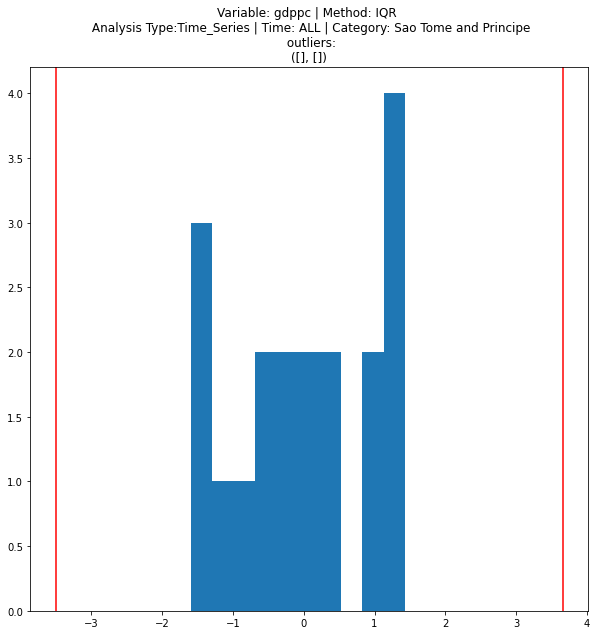 Variable: gdppc | Method: IQR
Analysis Type:Time_Series | Time: ALL | Category: Sao Tome and Principe
outliers:
([], [])
4.0
3.5
3.0
2.5
2.0
1.5
1.0
0.5
0.0
−3 −2 −1 0 1 2 3 4